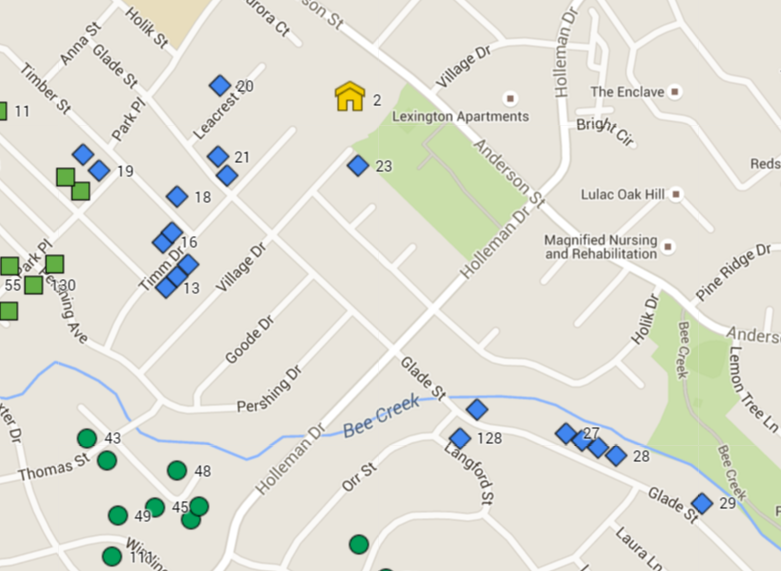 urora Ct
son St
Holik St
Anna St
Glade St
Timber St
Park Pl
Leacrest
20
2
11
Village Dr
Holleman Dr
The Enclave
Lexington Apartments
Bright Cir
Anderson St
Reds
21
23
19
18
Lulac Oak Hill
16
Park Pl
Timm Dr
Village Dr
Holleman Dr
Magnified Nursing
and Rehabilitation
Pine Ridge Dr
55
130
13
Holik Dr
Goode Dr
Anders
Bee Creek
Lemon Tree Ln
Pershing Dr
Glade St
Bee Creek
xter Dr
Holleman Dr
43
128
27
28
Thomas St
48
Orr St
Langford St
Bee Creek
49
45
Glade St
29
Laura Ln